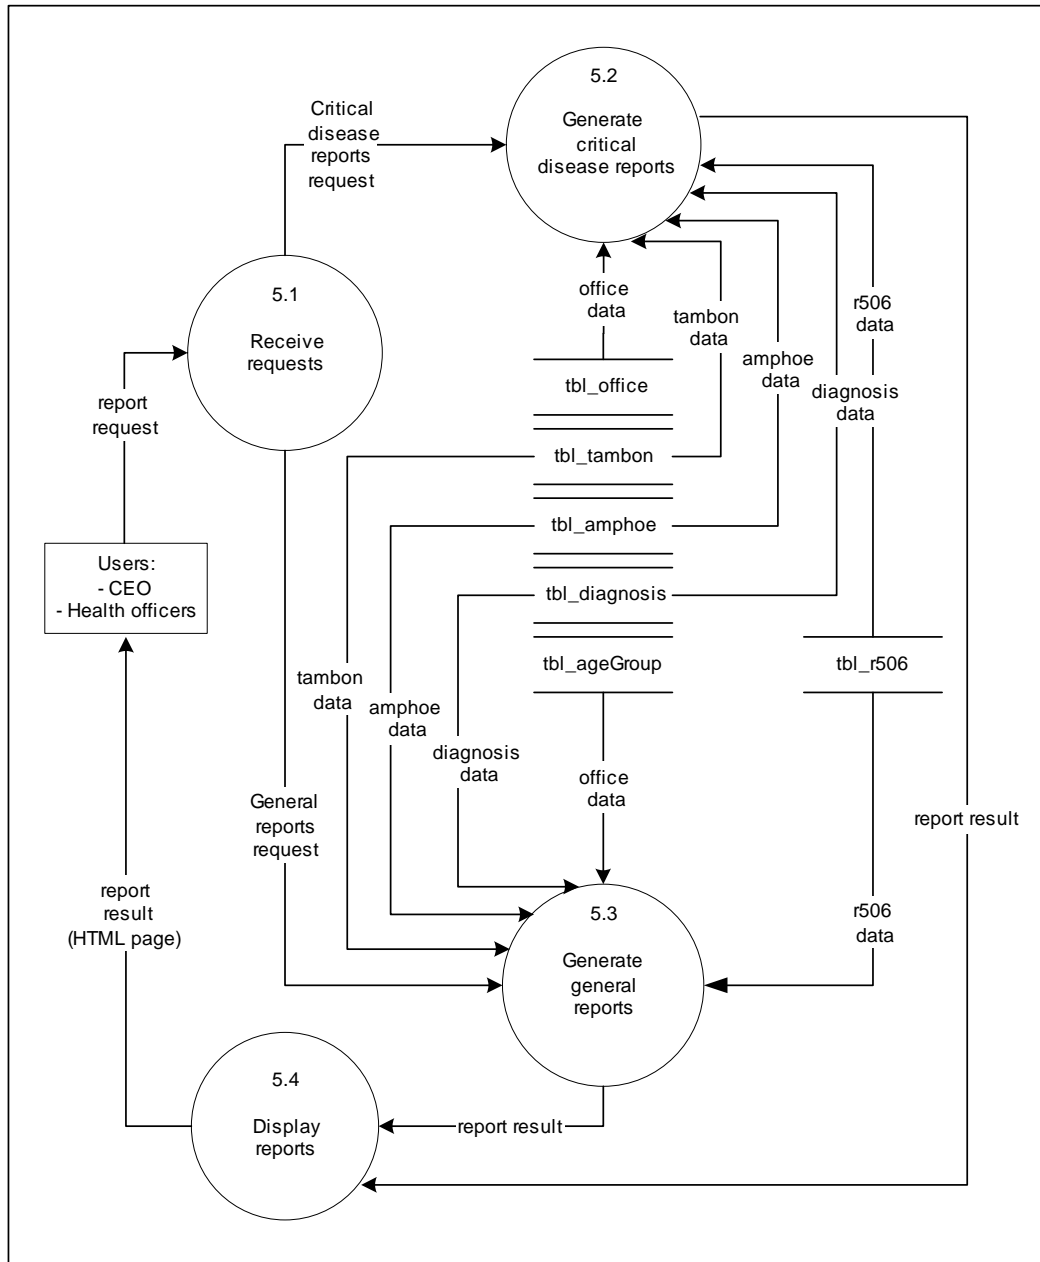 5.2
Generate
critical
disease reports
Critical
disease
reports
request
5.1
Receive
requests
office
data
tambon
data
r506
data
amphoe
data
diagnosis
data
report
request
tbl_office
tbl_tambon
tbl_amphoe
tbl_diagnosis
tbl_ageGroup
tbl_r506
Users:
- CEO
- Health officers
tambon
data
amphoe
data
diagnosis
data
office
data
General
reports
request
report result
report
result
(HTML page)
r506
data
5.3
Generate
general
reports
5.4
Display
reports
report result